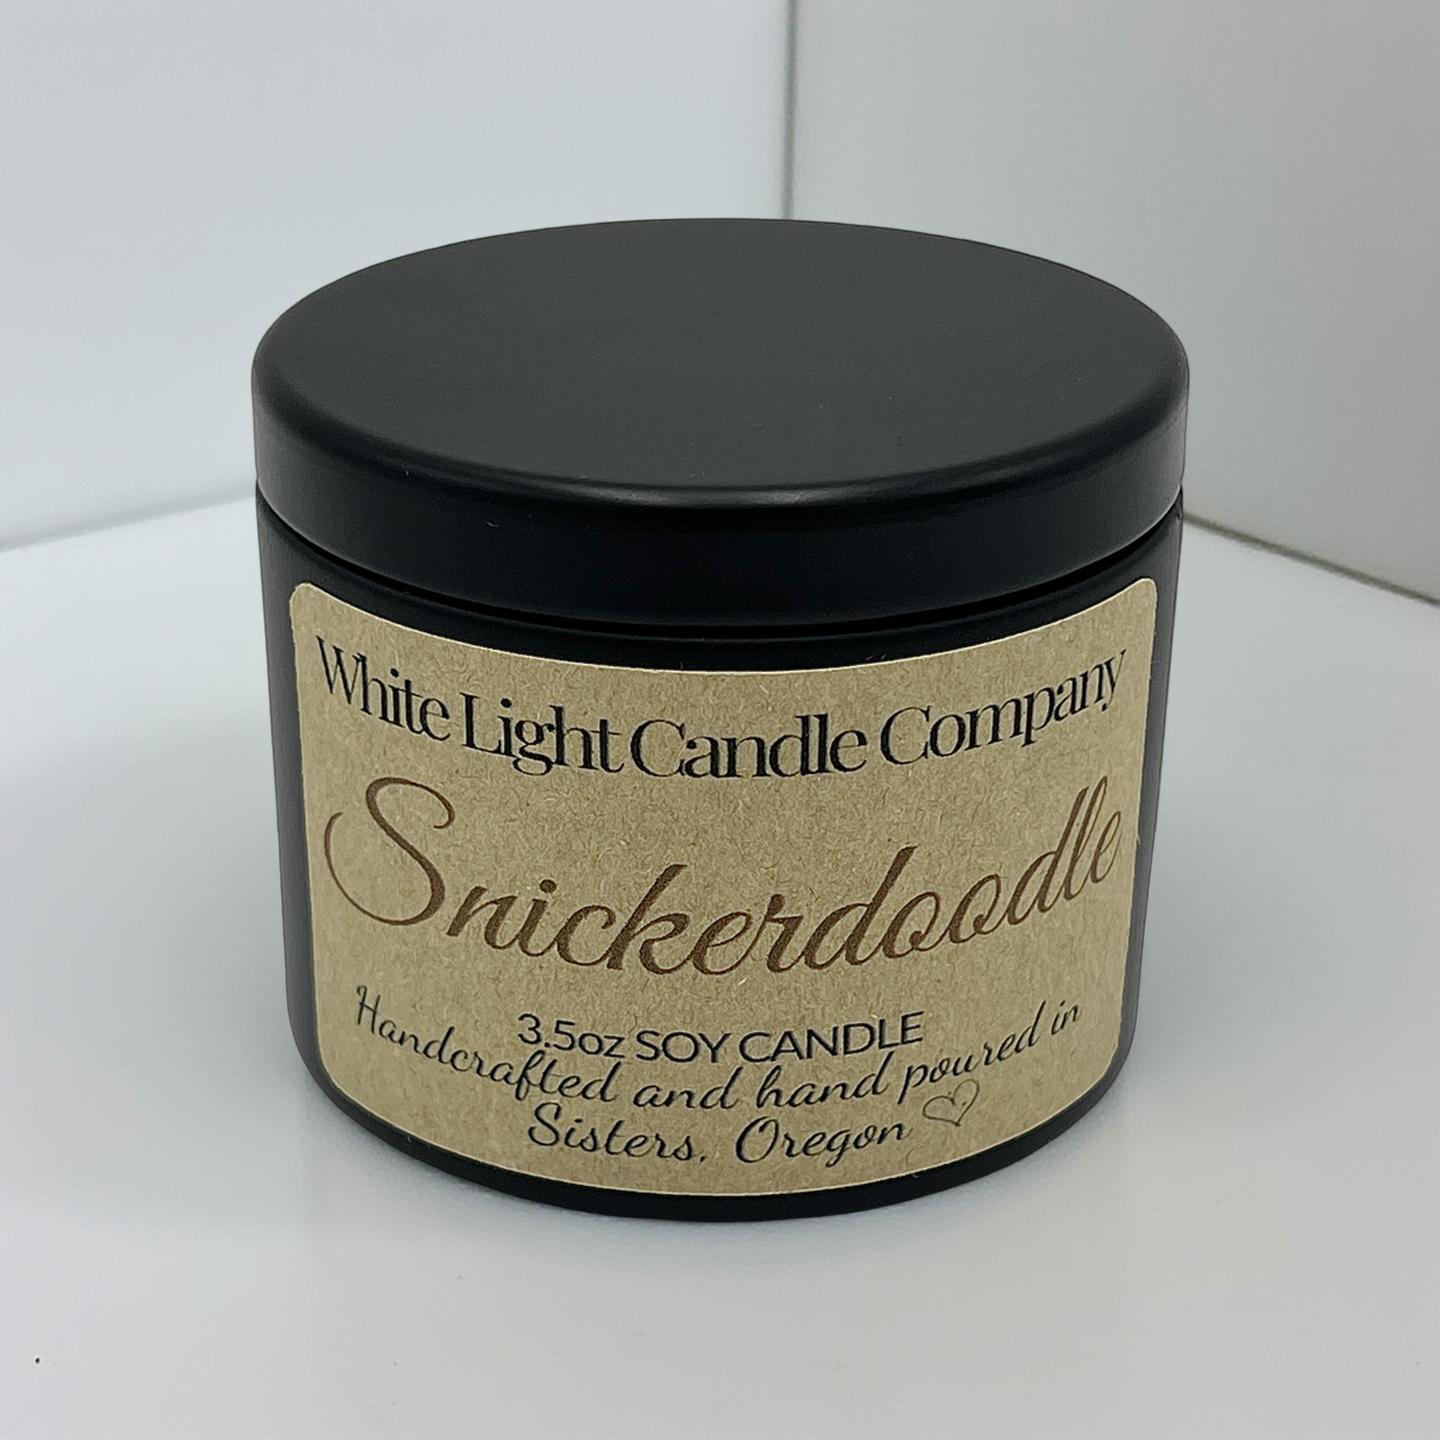 White Light Candle Company
Snickerdoodle
3.5oz SOY CANDLE
Handcrafted and hand poured in
Sisters, Oregon